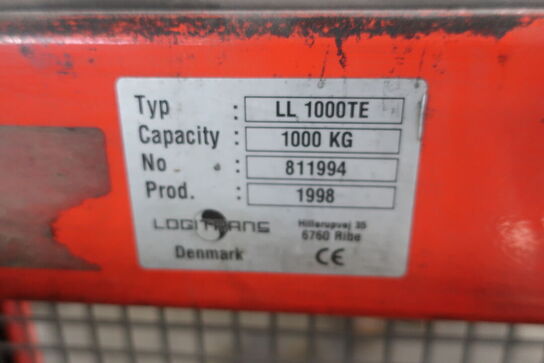 Typ : LL 1000TE
Capacity : 1000 KG
No : 811994
Prod. : 1998
LOGITRANS Hillerupvej 35
6760 Ribe
Denmark CE